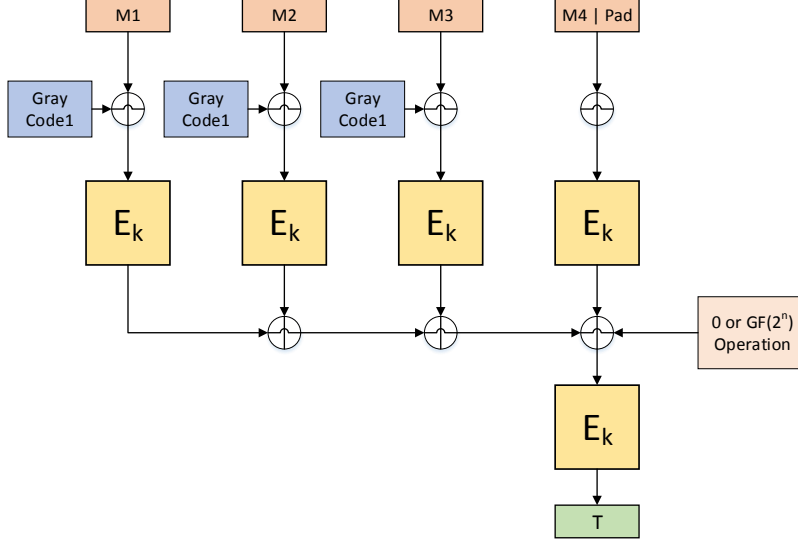 M1
M2
M3
M4 | Pad
Gray
Code1
Gray
Code1
Gray
Code1
Ek
Ek
Ek
Ek
0 or GF(2ⁿ)
Operation
Ek
T